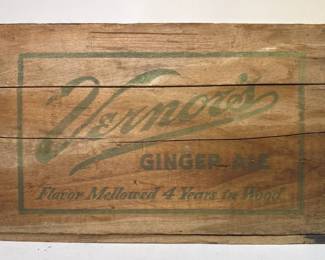 Vernor's
GINGER ALE
Flavor Mellowed 4 Years in Wood